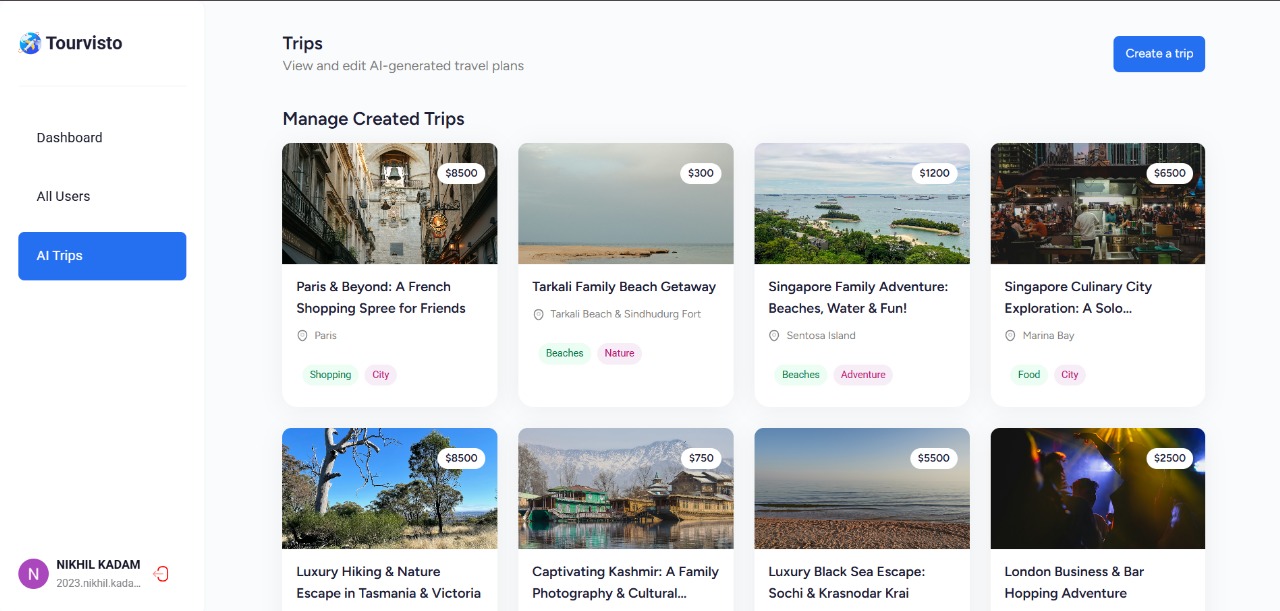 Tourvisto
Dashboard
All Users
AI Trips
NIKHIL KADAM
2023.nikhil.kada...
Trips
View and edit AI-generated travel plans
Create a trip
Manage Created Trips
$8500
Paris & Beyond: A French
Shopping Spree for Friends
Paris
Shopping
City
$300
Tarkali Family Beach Getaway
Tarkali Beach & Sindhudurg Fort
Beaches
Nature
$1200
Singapore Family Adventure:
Beaches, Water & Fun!
Sentosa Island
Beaches
Adventure
$6500
Singapore Culinary City
Exploration: A Solo...
Marina Bay
Food
City
$8500
Luxury Hiking & Nature
Escape in Tasmania & Victoria
$750
Captivating Kashmir: A Family
Photography & Cultural...
$5500
Luxury Black Sea Escape:
Sochi & Krasnodar Krai
$2500
London Business & Bar
Hopping Adventure
N